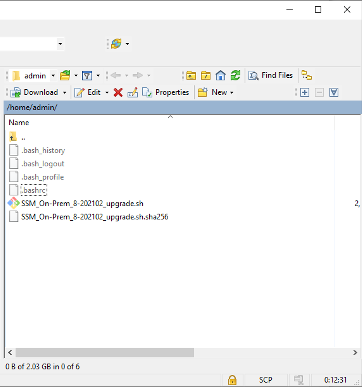 admin
Find Files
Download
Edit
Properties
New
/home/admin/
Name
..
.bash_history
.bash_logout
.bash_profile
.bashrc
SSM_On-Prem_8-202102_upgrade.sh
2,
SSM_On-Prem_8-202102_upgrade.sh.sha256
0 B of 2.03 GB in 0 of 6
SCP
0:12:31